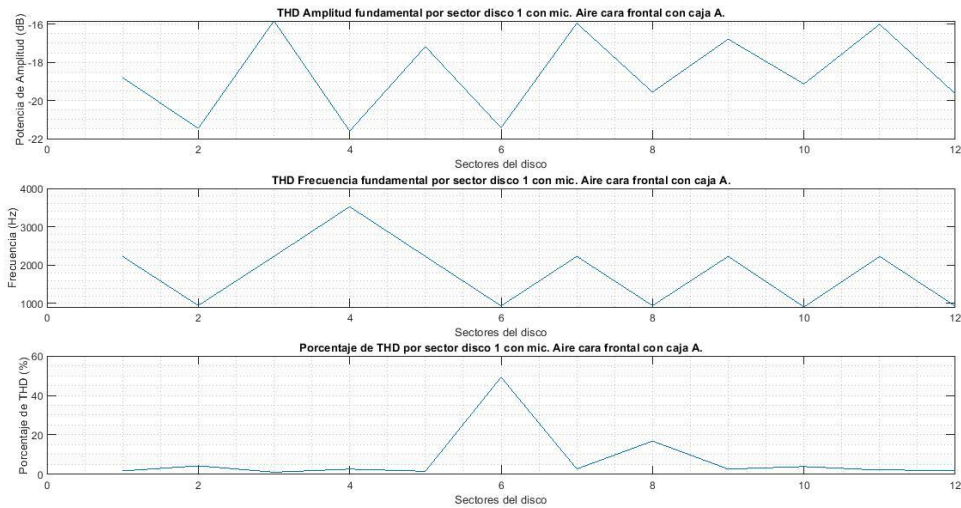 THD Amplitud fundamental por sector disco 1 con mic. Aire cara frontal con caja A.
Potencia de Amplitud (dB)
-16
-18
-20
-22
0 2 4 6 8 10 12
Sectores del disco
THD Frecuencia fundamental por sector disco 1 con mic. Aire cara frontal con caja A.
Frecuencia (Hz)
4000
3000
2000
1000
0 2 4 6 8 10 12
Sectores del disco
Porcentaje de THD por sector disco 1 con mic. Aire cara frontal con caja A.
Porcentaje de THD (%)
60
40
20
0
0 2 4 6 8 10 12
Sectores del disco